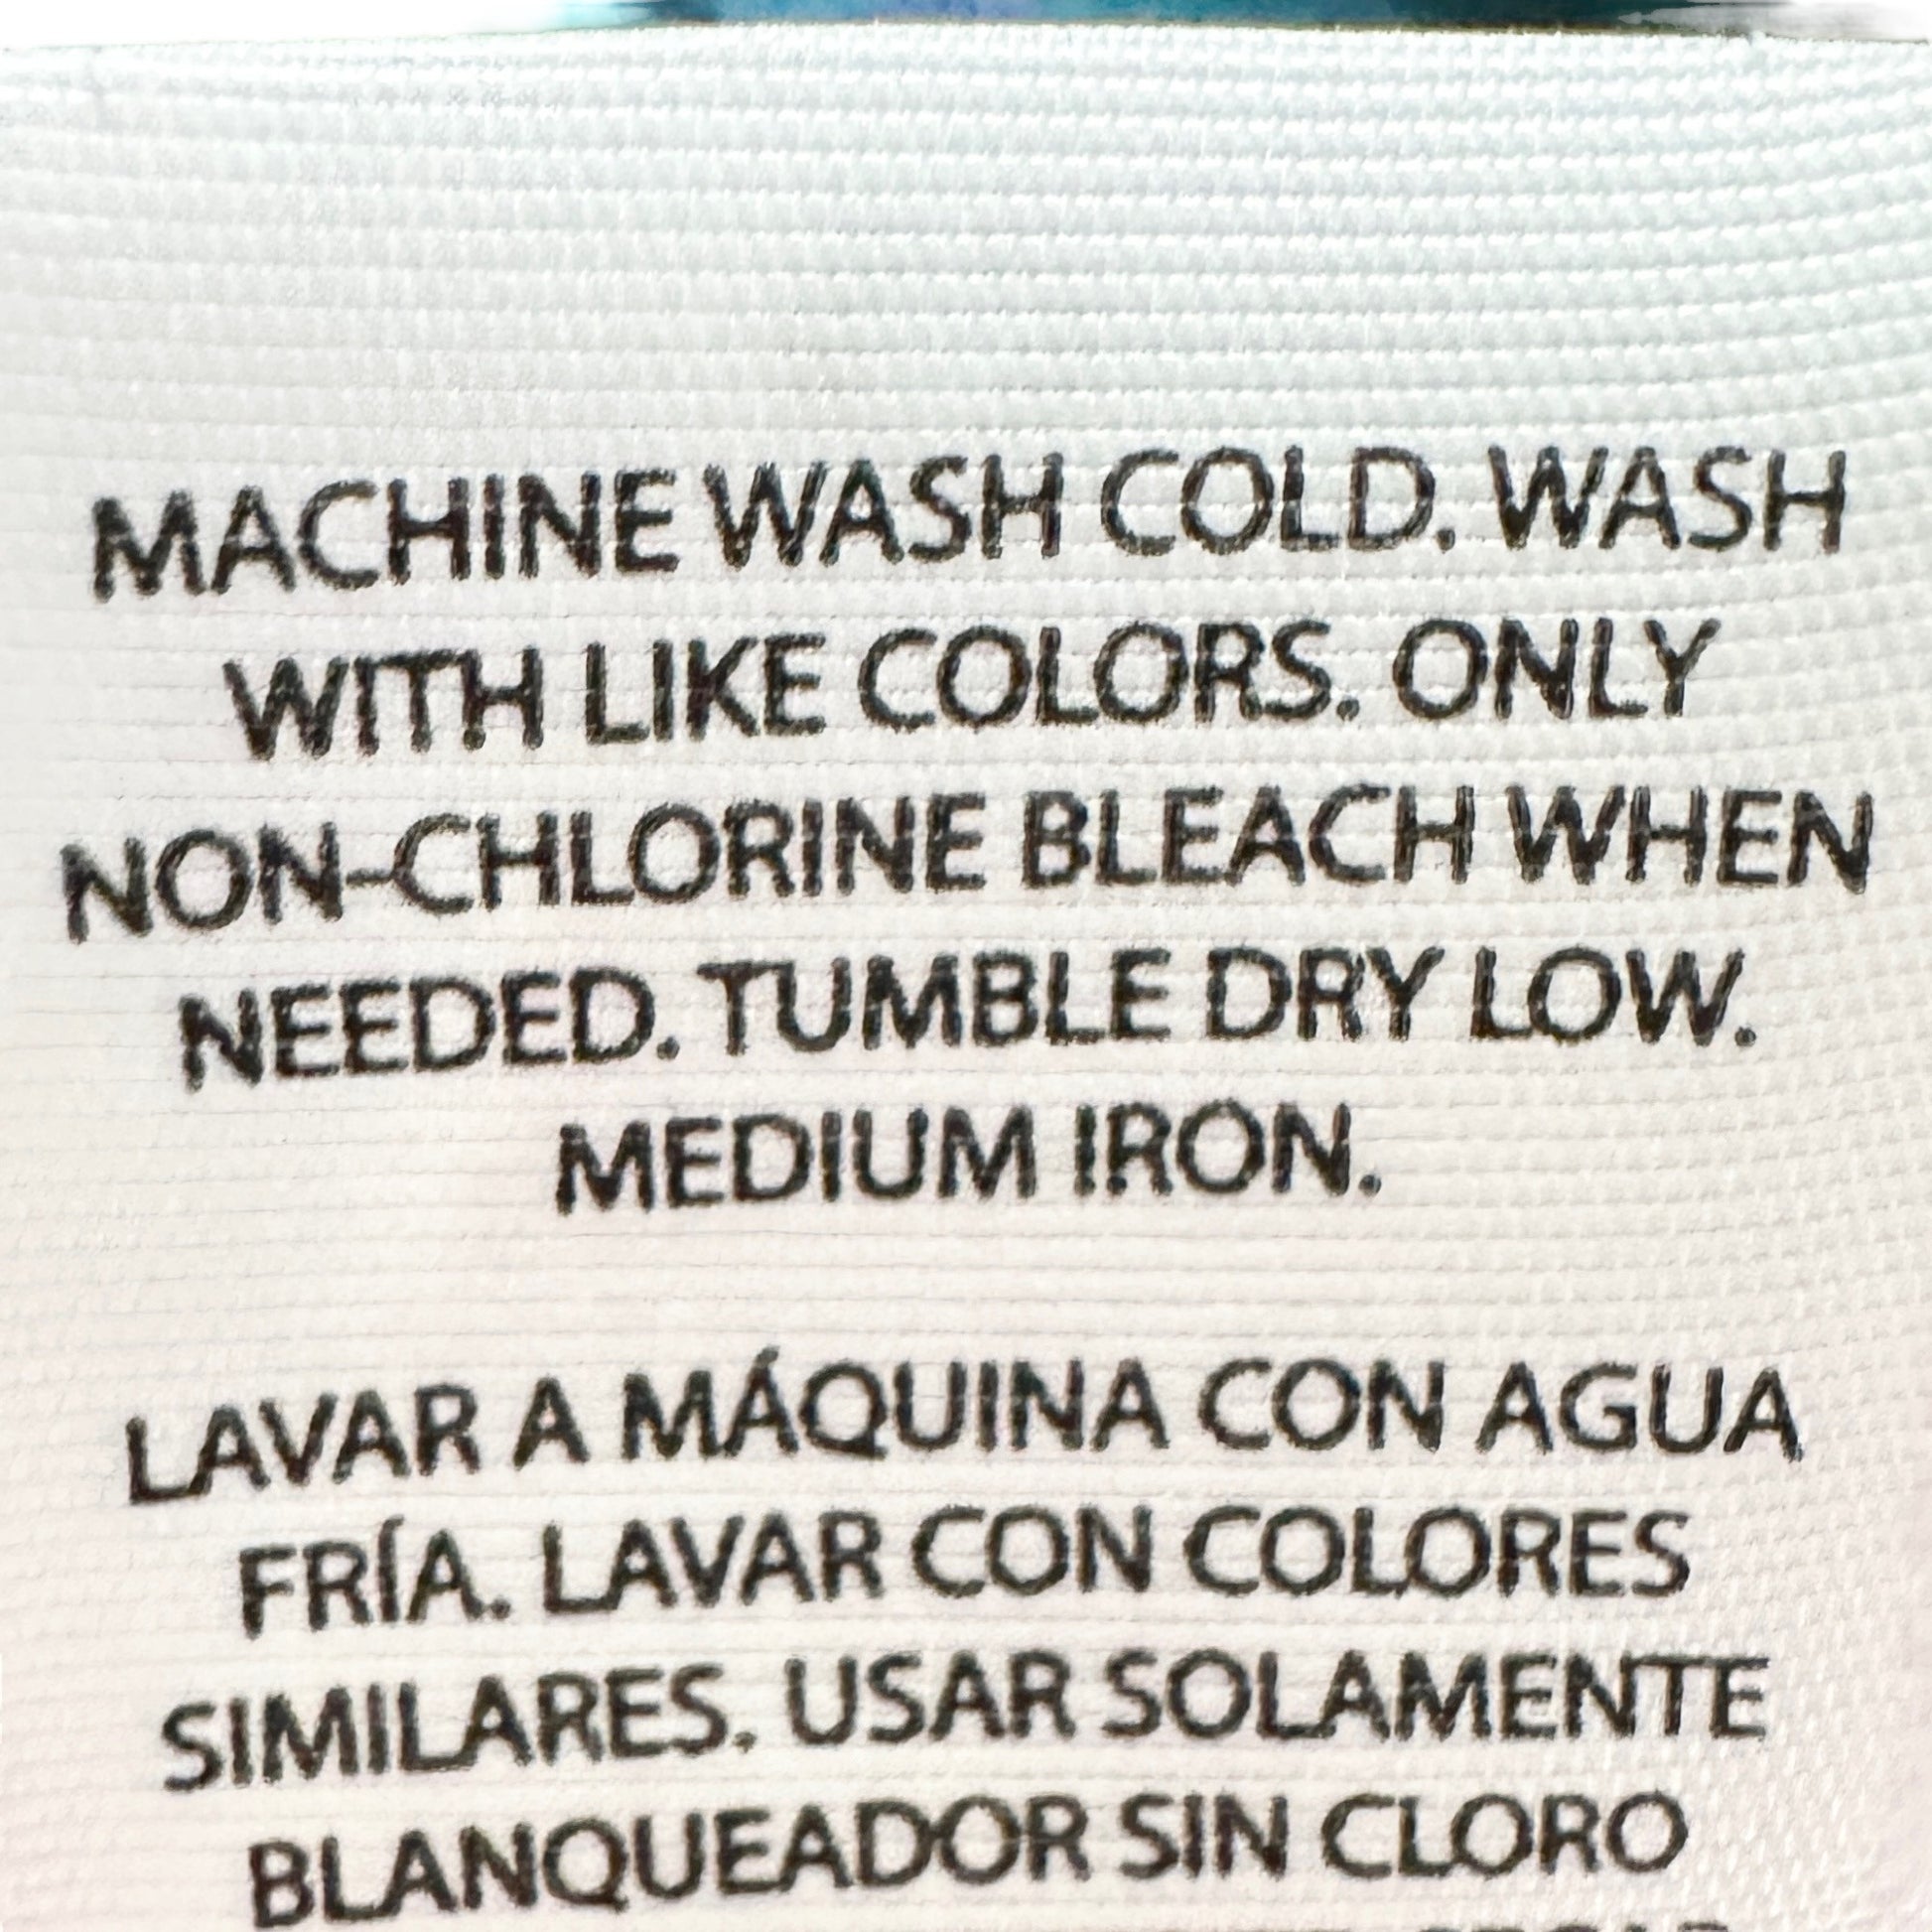 MACHINE WASH COLD. WASH
WITH LIKE COLORS. ONLY
NON-CHLORINE BLEACH WHEN
NEEDED. TUMBLE DRY LOW.
MEDIUM IRON.
LAVAR A MÁQUINA CON AGUA
FRÍA. LAVAR CON COLORES
SIMILARES. USAR SOLAMENTE
BLANQUEADOR SIN CLORO